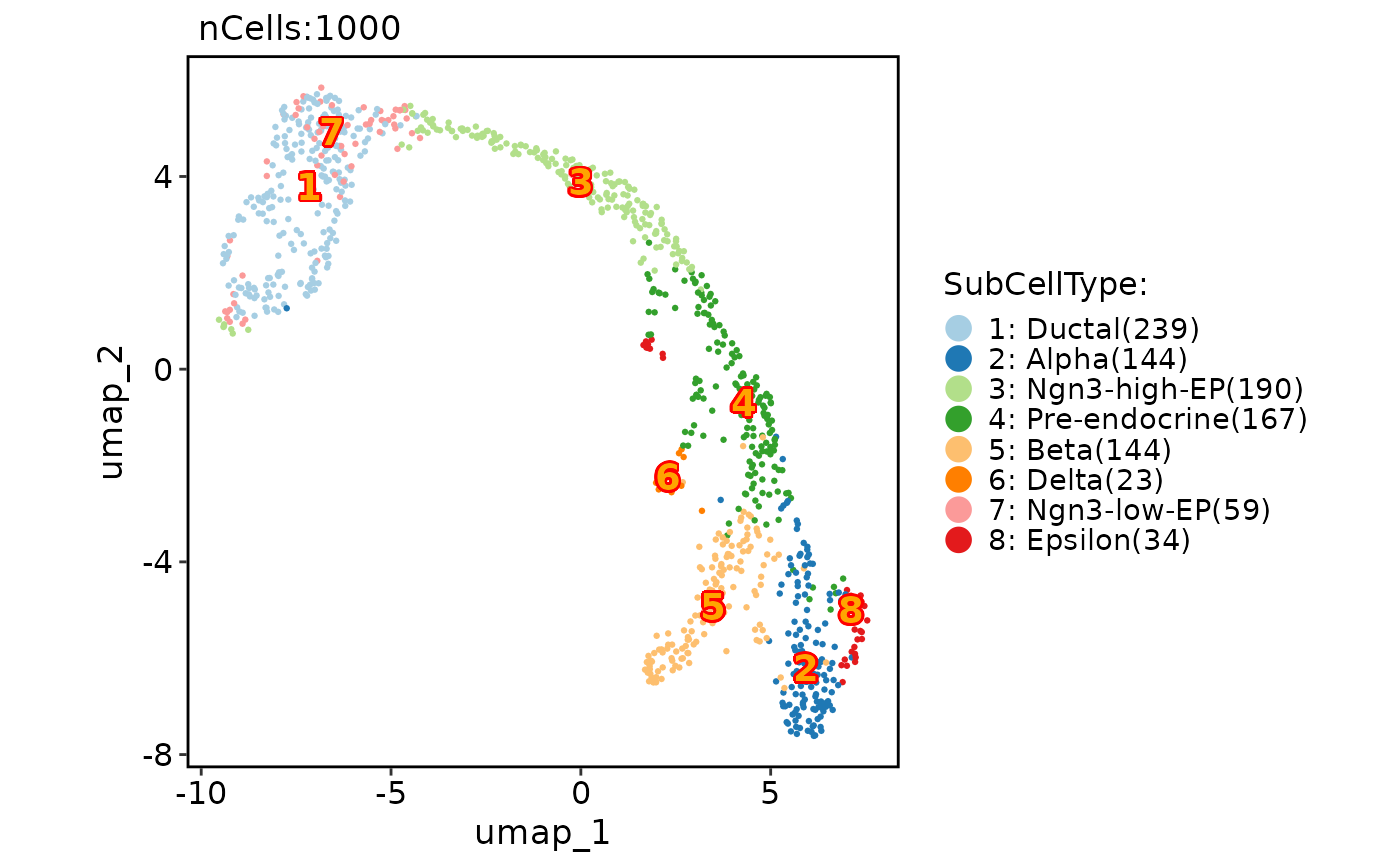 nCells:1000
7
1
3
4
6
5
8
2
4
0
-4
-8
-10
-5
0
5
umap_1
umap_2
SubCellType:
1: Ductal(239)
2: Alpha(144)
3: Ngn3-high-EP(190)
4: Pre-endocrine(167)
5: Beta(144)
6: Delta(23)
7: Ngn3-low-EP(59)
8: Epsilon(34)